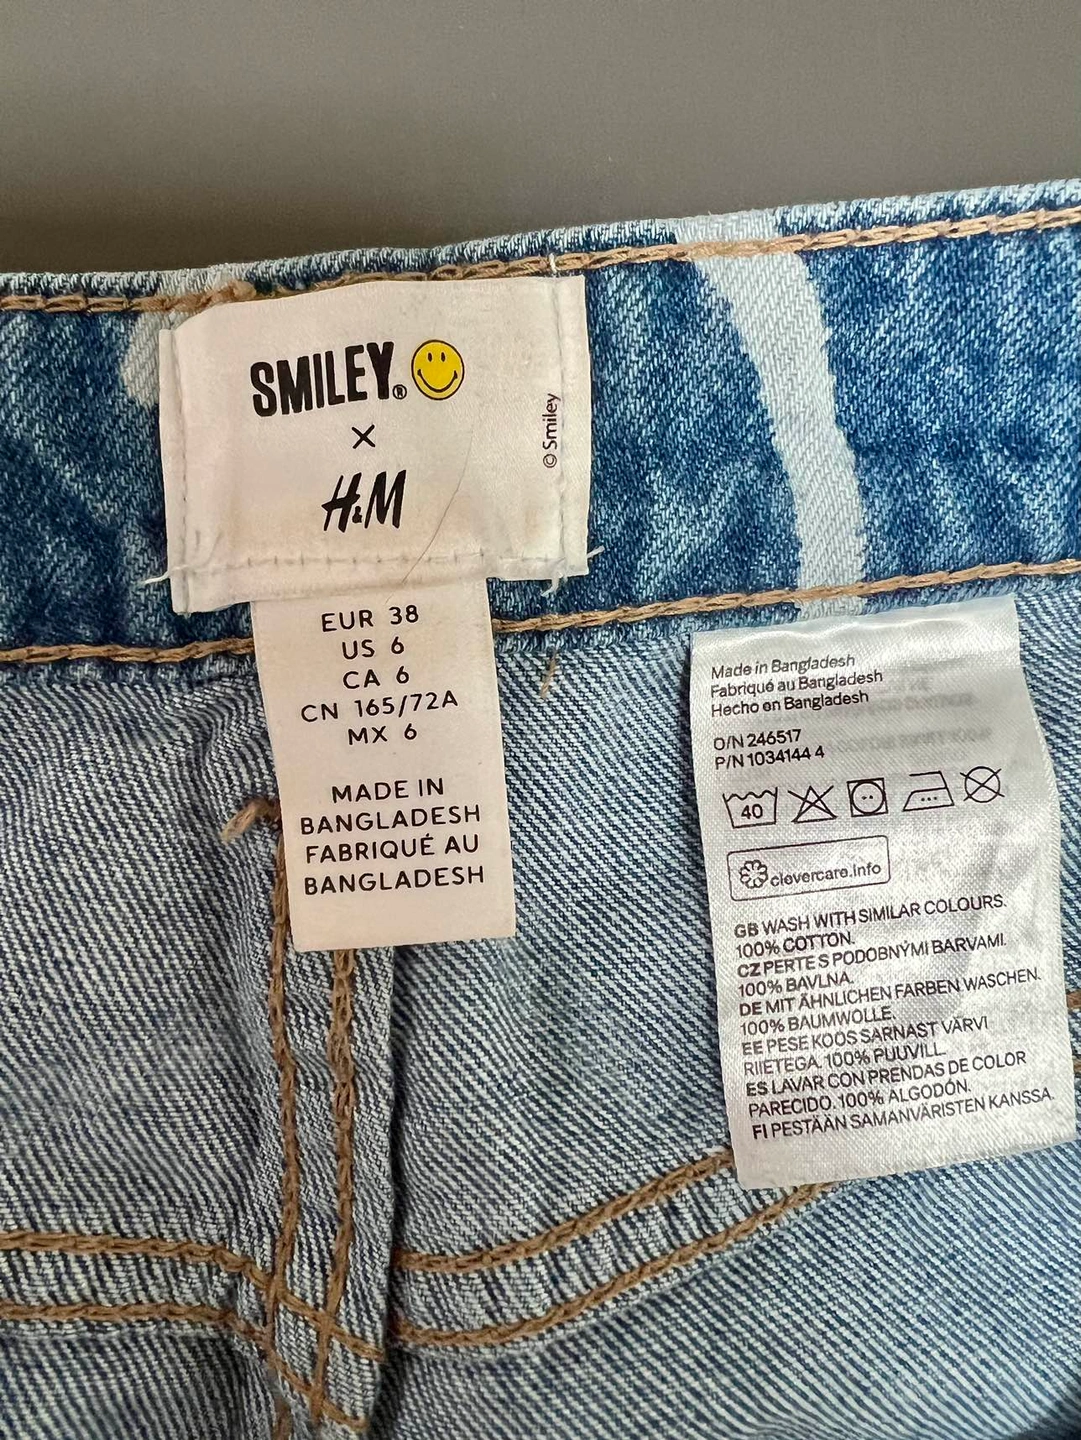 SMILEY®
X
H&M
© Smiley
EUR 38
US 6
CA 6
CN 165/72A
MX 6
MADE IN
BANGLADESH
FABRIQUÉ AU
BANGLADESH
Made in Bangladesh
Fabriqué au Bangladesh
Hecho en Bangladesh
O/N 246517
P/N 1034144 4
40
clevercare.info
GB WASH WITH SIMILAR COLOURS.
100% COTTON.
CZ PERTE S PODOBNÝMI BARVAMI.
100% BAVLNA.
DE MIT ÄHNLICHEN FARBEN WASCHEN.
100% BAUMWOLLE.
EE PESE KOOS SARNAST VÄRVI
RIIETEGA. 100% PUUVILL.
ES LAVAR CON PRENDAS DE COLOR
PARECIDO. 100% ALGODÓN.
FI PESTÄÄN SAMANVÄRISTEN KANSSA.